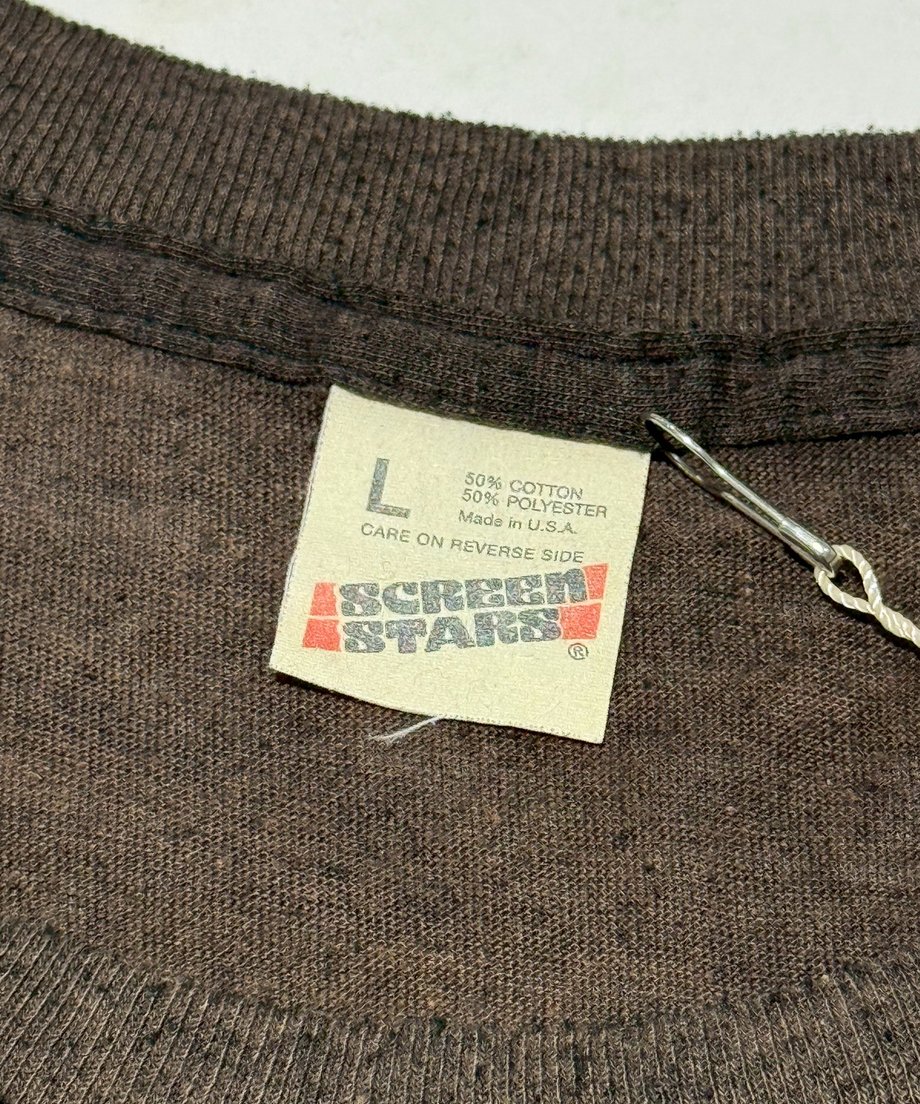 L
50% COTTON
50% POLYESTER
Made in U.S.A.
CARE ON REVERSE SIDE
SCREEN
STARS
®